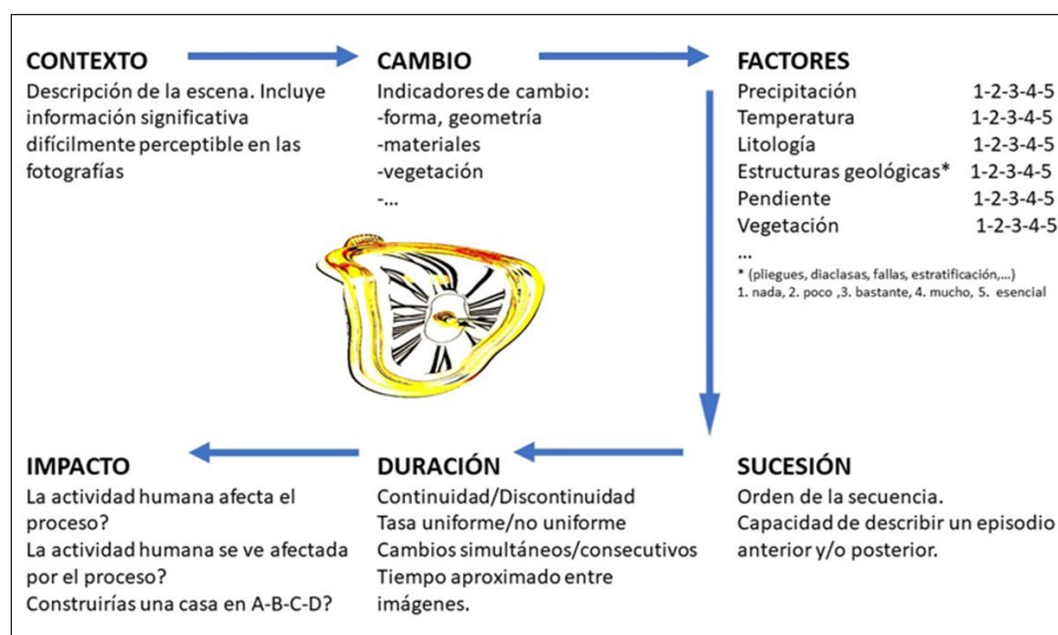 CONTEXTO
Descripción de la escena. Incluye
información significativa
difícilmente perceptible en las
fotografías
CAMBIO
Indicadores de cambio:
-forma, geometría
-materiales
-vegetación
-...
FACTORES
Precipitación 1-2-3-4-5
Temperatura 1-2-3-4-5
Litología 1-2-3-4-5
Estructuras geológicas* 1-2-3-4-5
Pendiente 1-2-3-4-5
Vegetación 1-2-3-4-5
...
* (pliegues, diaclasas, fallas, estratificación,...)
1. nada, 2. poco ,3. bastante, 4. mucho, 5. esencial
SUCESIÓN
Orden de la secuencia.
Capacidad de describir un episodio
anterior y/o posterior.
DURACIÓN
Continuidad/Discontinuidad
Tasa uniforme/no uniforme
Cambios simultáneos/consecutivos
Tiempo aproximado entre
imágenes.
IMPACTO
La actividad humana afecta el
proceso?
La actividad humana se ve afectada
por el proceso?
Construirías una casa en A-B-C-D?